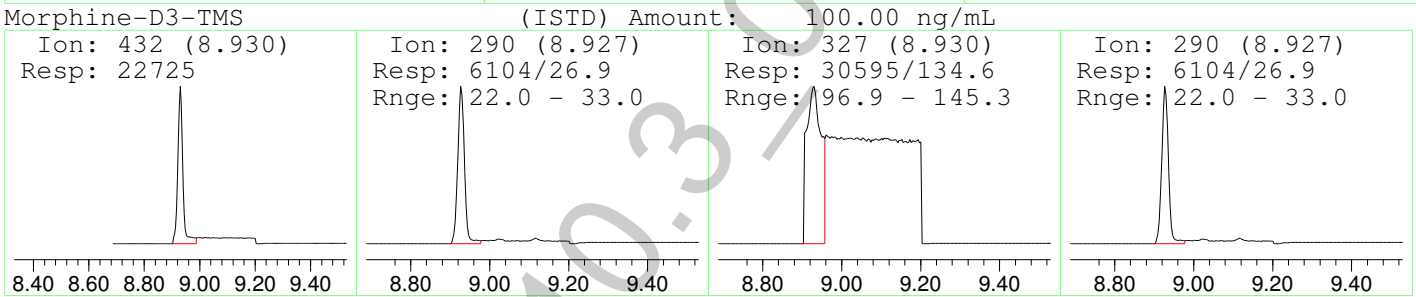 Morphine-D3-TMS (ISTD) Amount: 100.00 ng/mL
Ion: 432 (8.930) Ion: 290 (8.927) Ion: 327 (8.930) Ion: 290 (8.927)
Resp: 22725 Resp: 6104/26.9 Resp: 30595/134.6 Resp: 6104/26.9
Rnge: 22.0 - 33.0 Rnge: 96.9 - 145.3 Rnge: 22.0 - 33.0
8.40 8.60 8.80 9.00 9.20 9.40 8.80 9.00 9.20 9.40 8.80 9.00 9.20 9.40 8.80 9.00 9.20 9.40